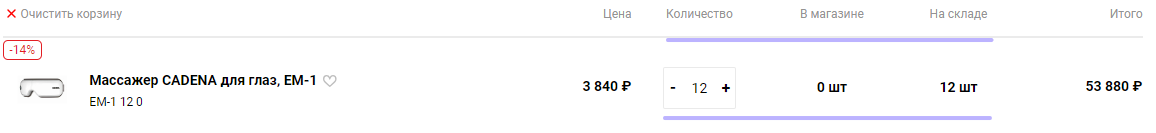 ✕ Очистить корзину Цена Количество В магазине На складе Итого
-14%
Массажер CADENA для глаз, EM-1 3 840 ₽ - 12 + 0 шт 12 шт 53 880 ₽
EM-1 12 0